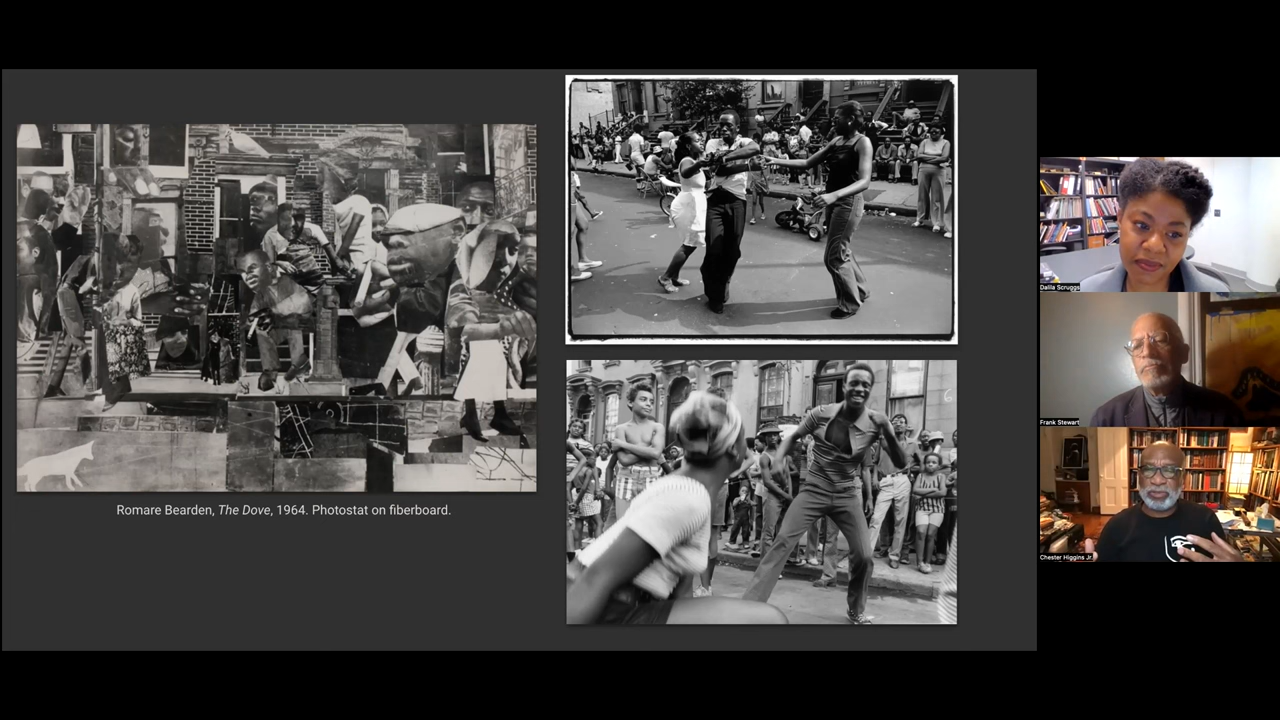 Romare Bearden, The Dove, 1964. Photostat on fiberboard.
Dalila Scruggs
Frank Stewart
Chester Higgins Jr.